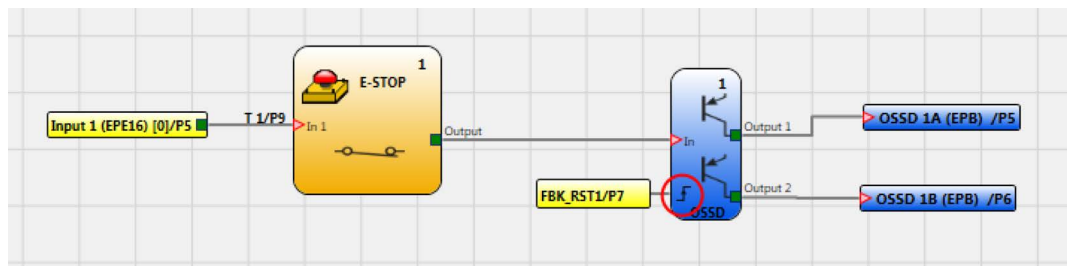 1
E-STOP
Input 1 (EPE16) [0]/P5
T 1/P9
In 1
Output
1
In
Output 1
OSSD 1A (EPB) /P5
FBK_RST1/P7
Output 2
OSSD
OSSD 1B (EPB) /P6